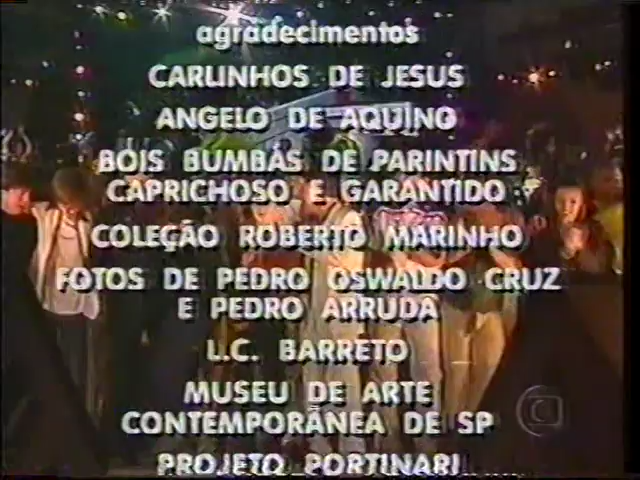 agradecimentos
CARLINHOS DE JESUS
ANGELO DE AQUINO
BOIS BUMBÁS DE PARINTINS
CAPRICHOSO E GARANTIDO
COLEÇÃO ROBERTO MARINHO
FOTOS DE PEDRO OSWALDO CRUZ
E PEDRO ARRUDA
L.C. BARRETO
MUSEU DE ARTE
CONTEMPORÂNEA DE SP
PROJETO PORTINARI